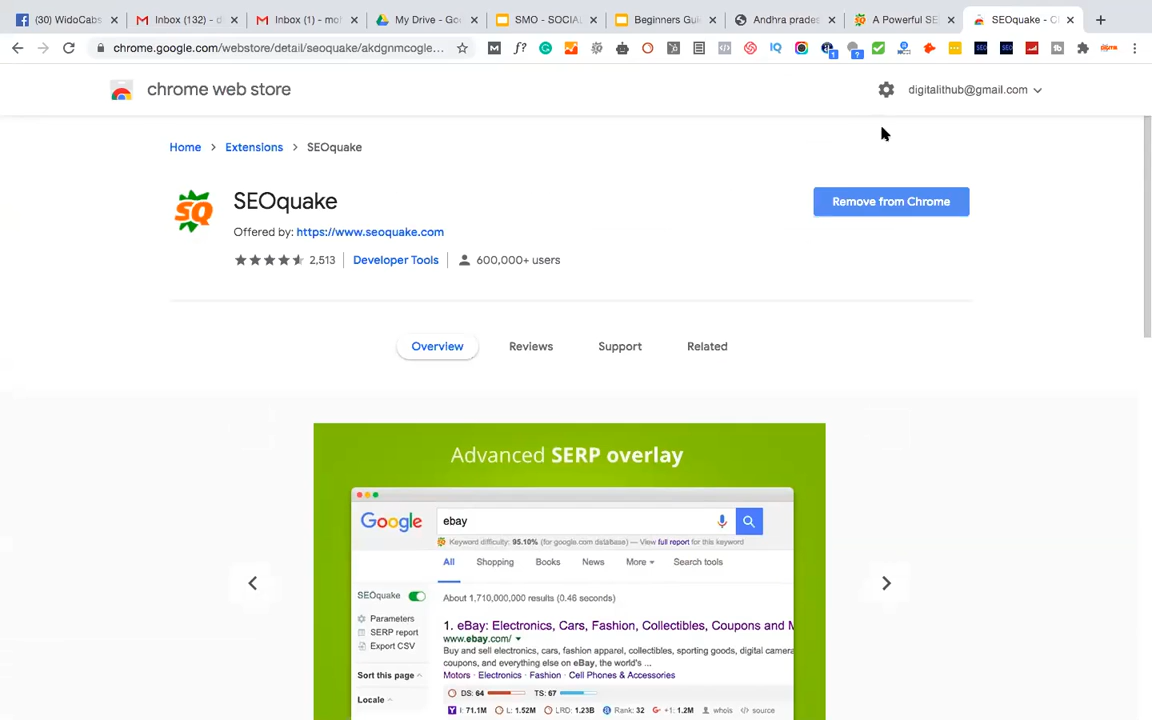 (30) WidoCabs
Inbox (132) - d
Inbox (1) - moh
My Drive - Goo
SMO - SOCIAL
Beginners Guid
Andhra prades
A Powerful SE
SEOquake - C
chrome.google.com/webstore/detail/seoquake/akdgnmcogle...
chrome web store
digitalithub@gmail.com
Home > Extensions > SEOquake
SQ
SEOquake
Remove from Chrome
Offered by: https://www.seoquake.com
2,513 Developer Tools 600,000+ users
Overview Reviews Support Related
Advanced SERP overlay
Google ebay
Keyword difficulty: 95.10% (for google.com database) — View full report for this keyword
All Shopping Books News More Search tools
SEOquake
About 1,710,000,000 results (0.46 seconds)
Parameters
SERP report
Export CSV
1. eBay: Electronics, Cars, Fashion, Collectibles, Coupons and M
www.ebay.com/
Buy and sell electronics, cars, fashion apparel, collectibles, sporting goods, digital camera
coupons, and everything else on eBay, the world's ...
Sort this page
Motors · Electronics · Fashion · Cell Phones & Accessories
Locale
DS: 64 TS: 67
I: 71.1M L: 1.52M LRD: 1.23B Rank: 32 +1: 1.2M whois source